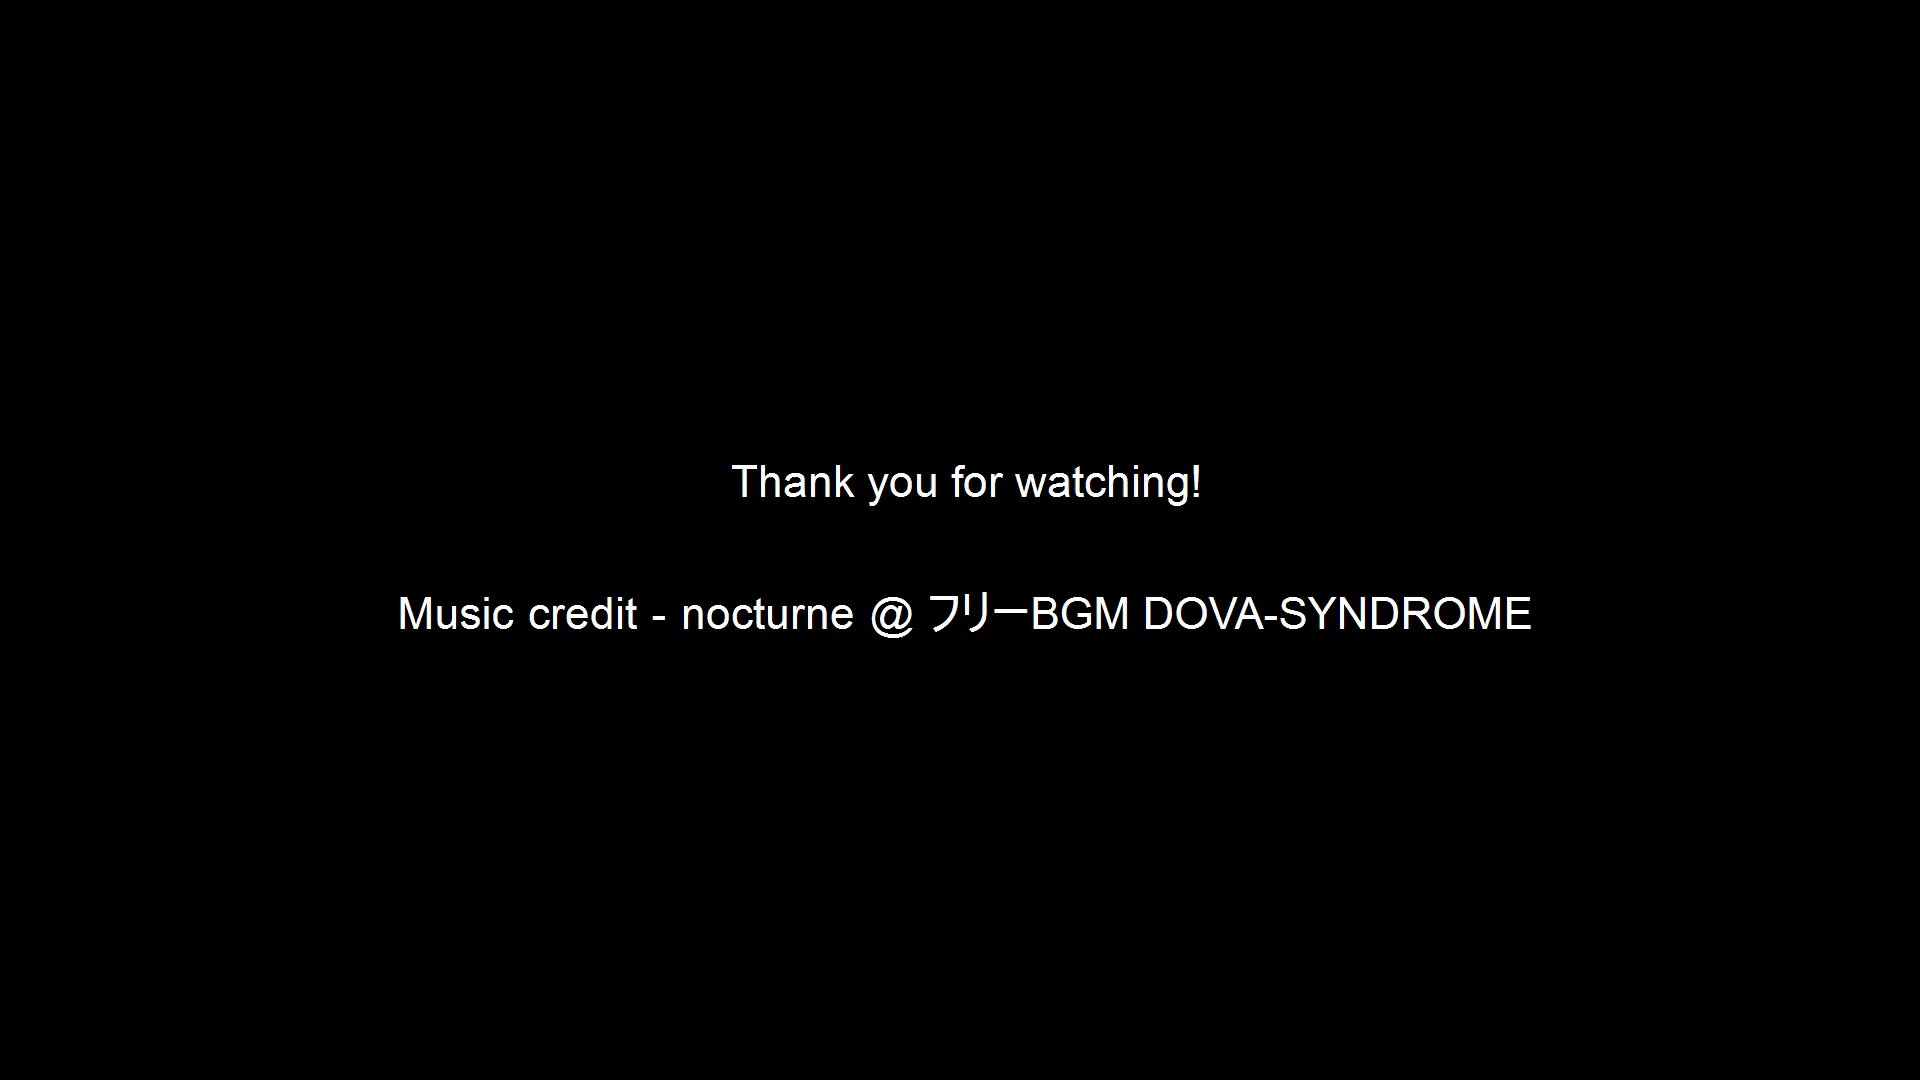 Thank you for watching!
Music credit - nocturne @ フリーBGM DOVA-SYNDROME